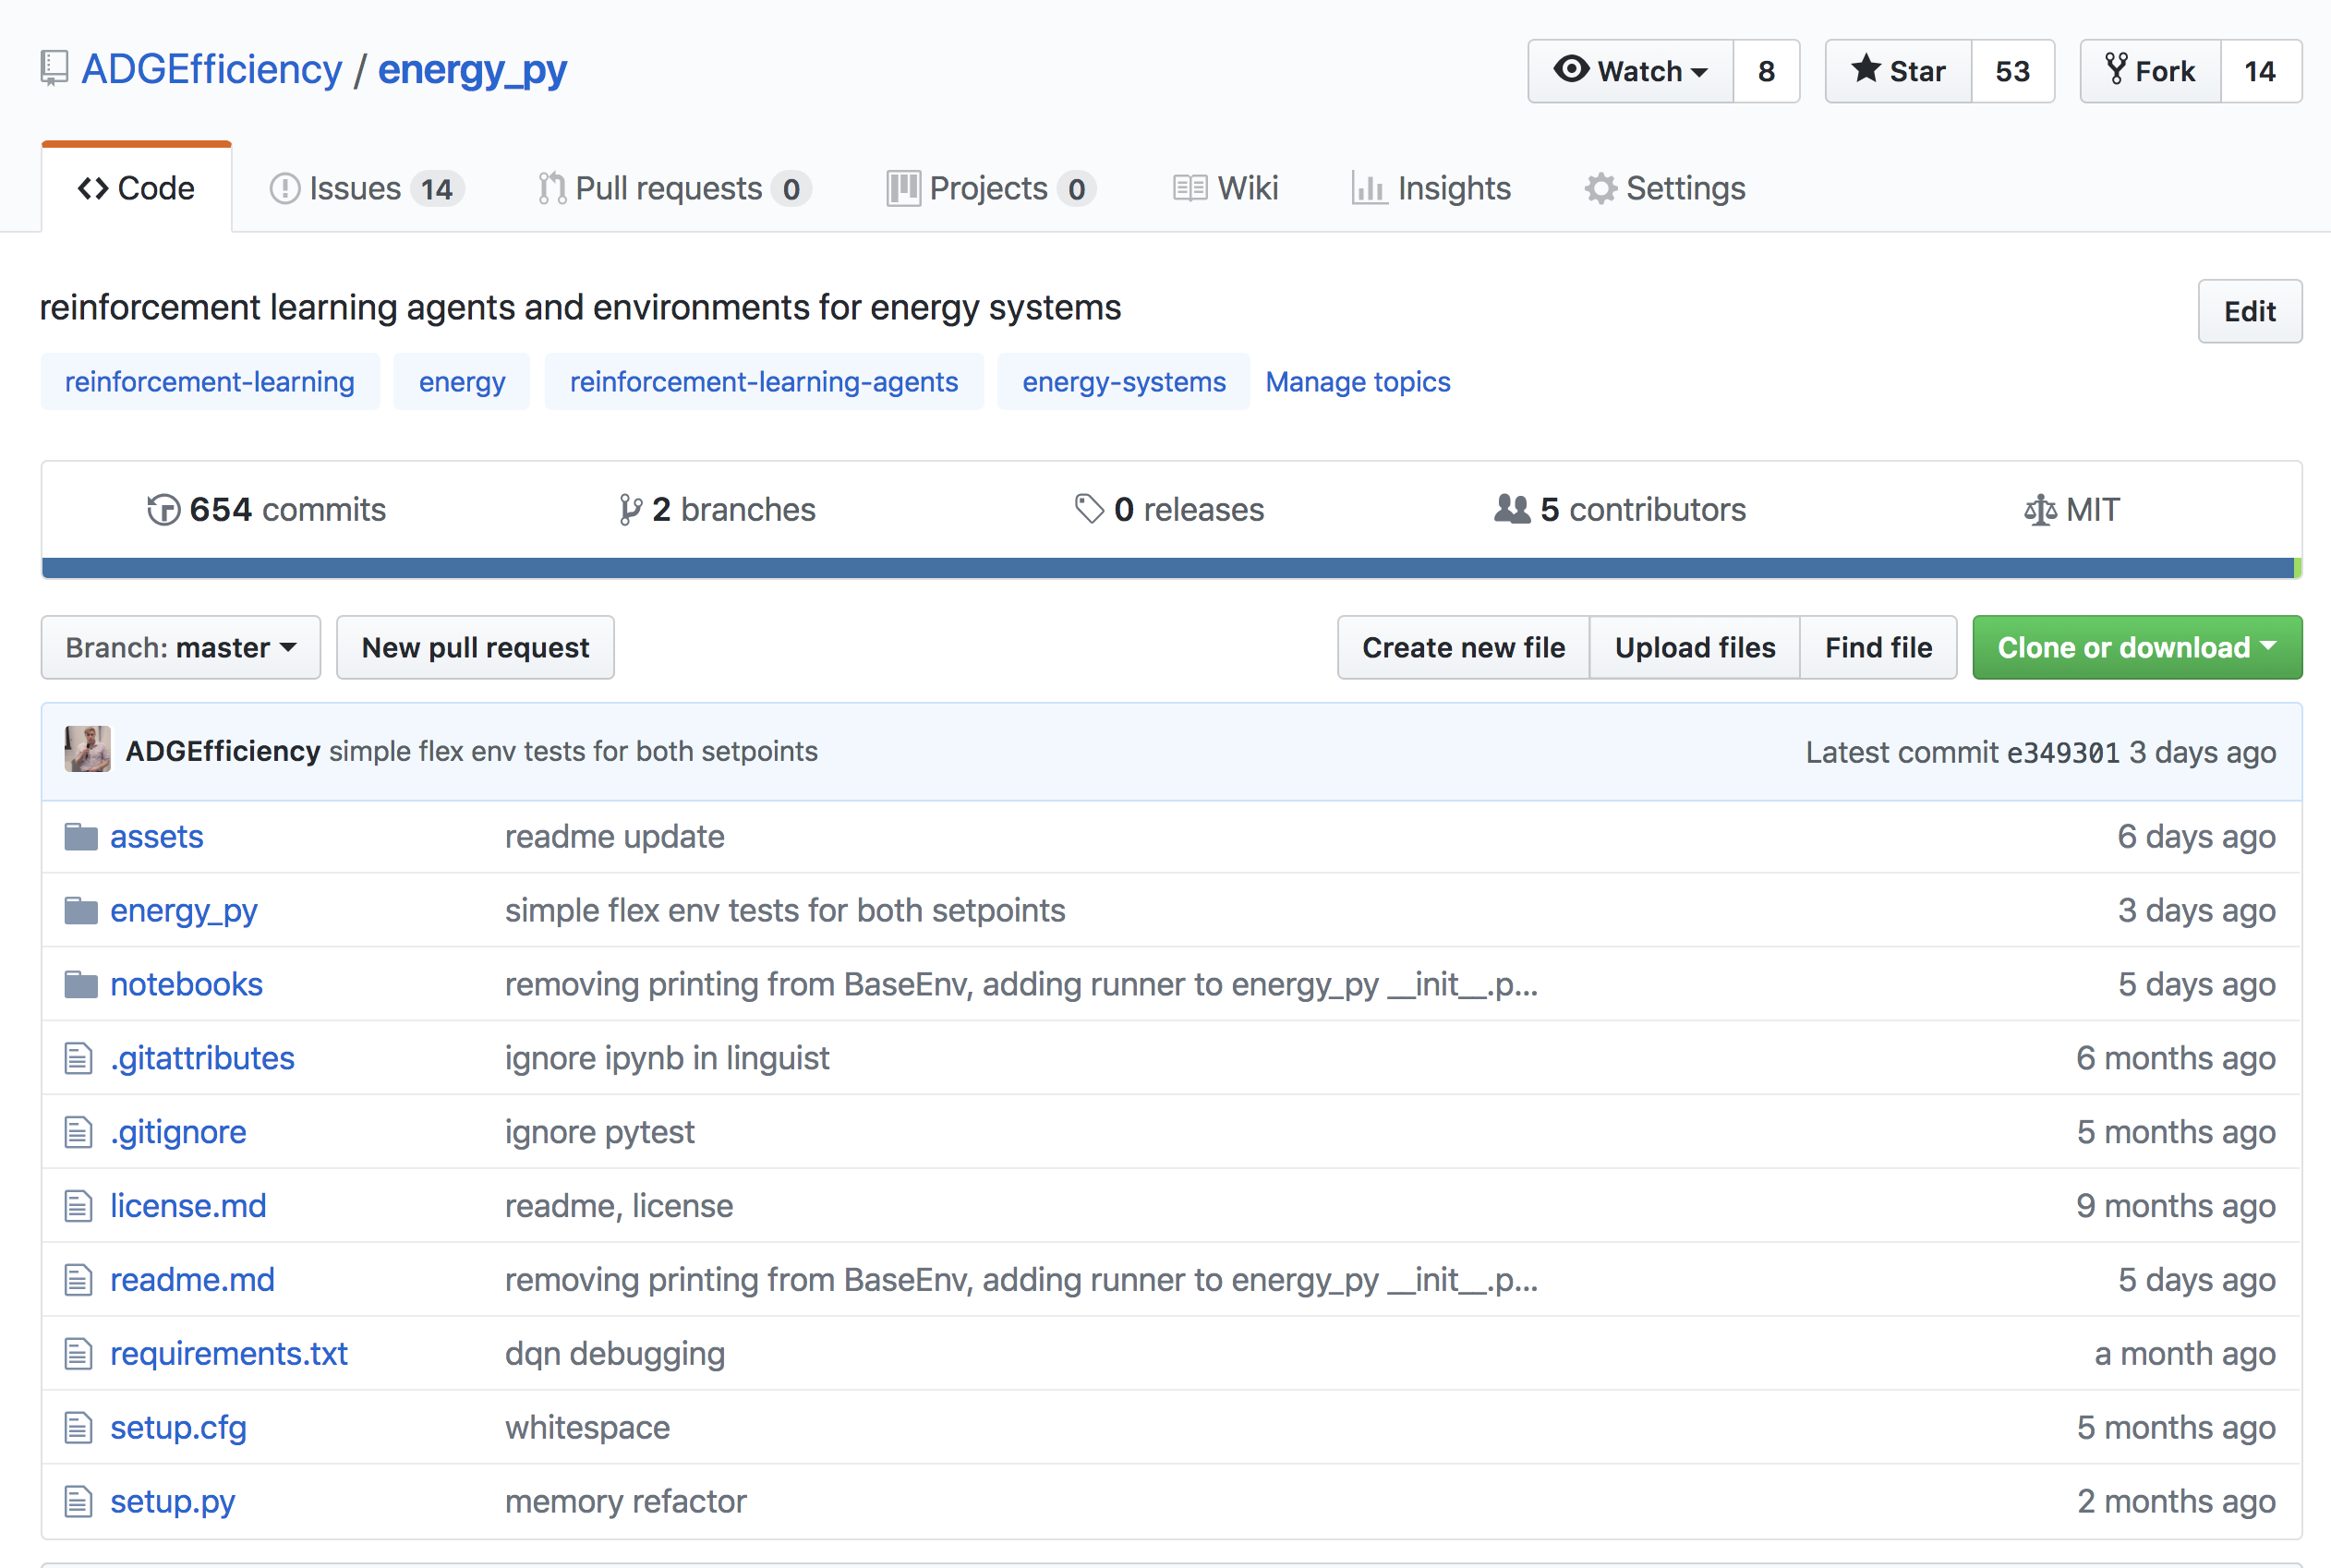 ADGEfficiency / energy_py Watch 8 Star 53 Fork 14
Code Issues 14 Pull requests 0 Projects 0 Wiki Insights Settings
reinforcement learning agents and environments for energy systems Edit
reinforcement-learning energy reinforcement-learning-agents energy-systems Manage topics
654 commits 2 branches 0 releases 5 contributors MIT
Branch: master New pull request Create new file Upload files Find file Clone or download
ADGEfficiency simple flex env tests for both setpoints Latest commit e349301 3 days ago
assets readme update 6 days ago
energy_py simple flex env tests for both setpoints 3 days ago
notebooks removing printing from BaseEnv, adding runner to energy_py __init__.p... 5 days ago
.gitattributes ignore ipynb in linguist 6 months ago
.gitignore ignore pytest 5 months ago
license.md readme, license 9 months ago
readme.md removing printing from BaseEnv, adding runner to energy_py __init__.p... 5 days ago
requirements.txt dqn debugging a month ago
setup.cfg whitespace 5 months ago
setup.py memory refactor 2 months ago